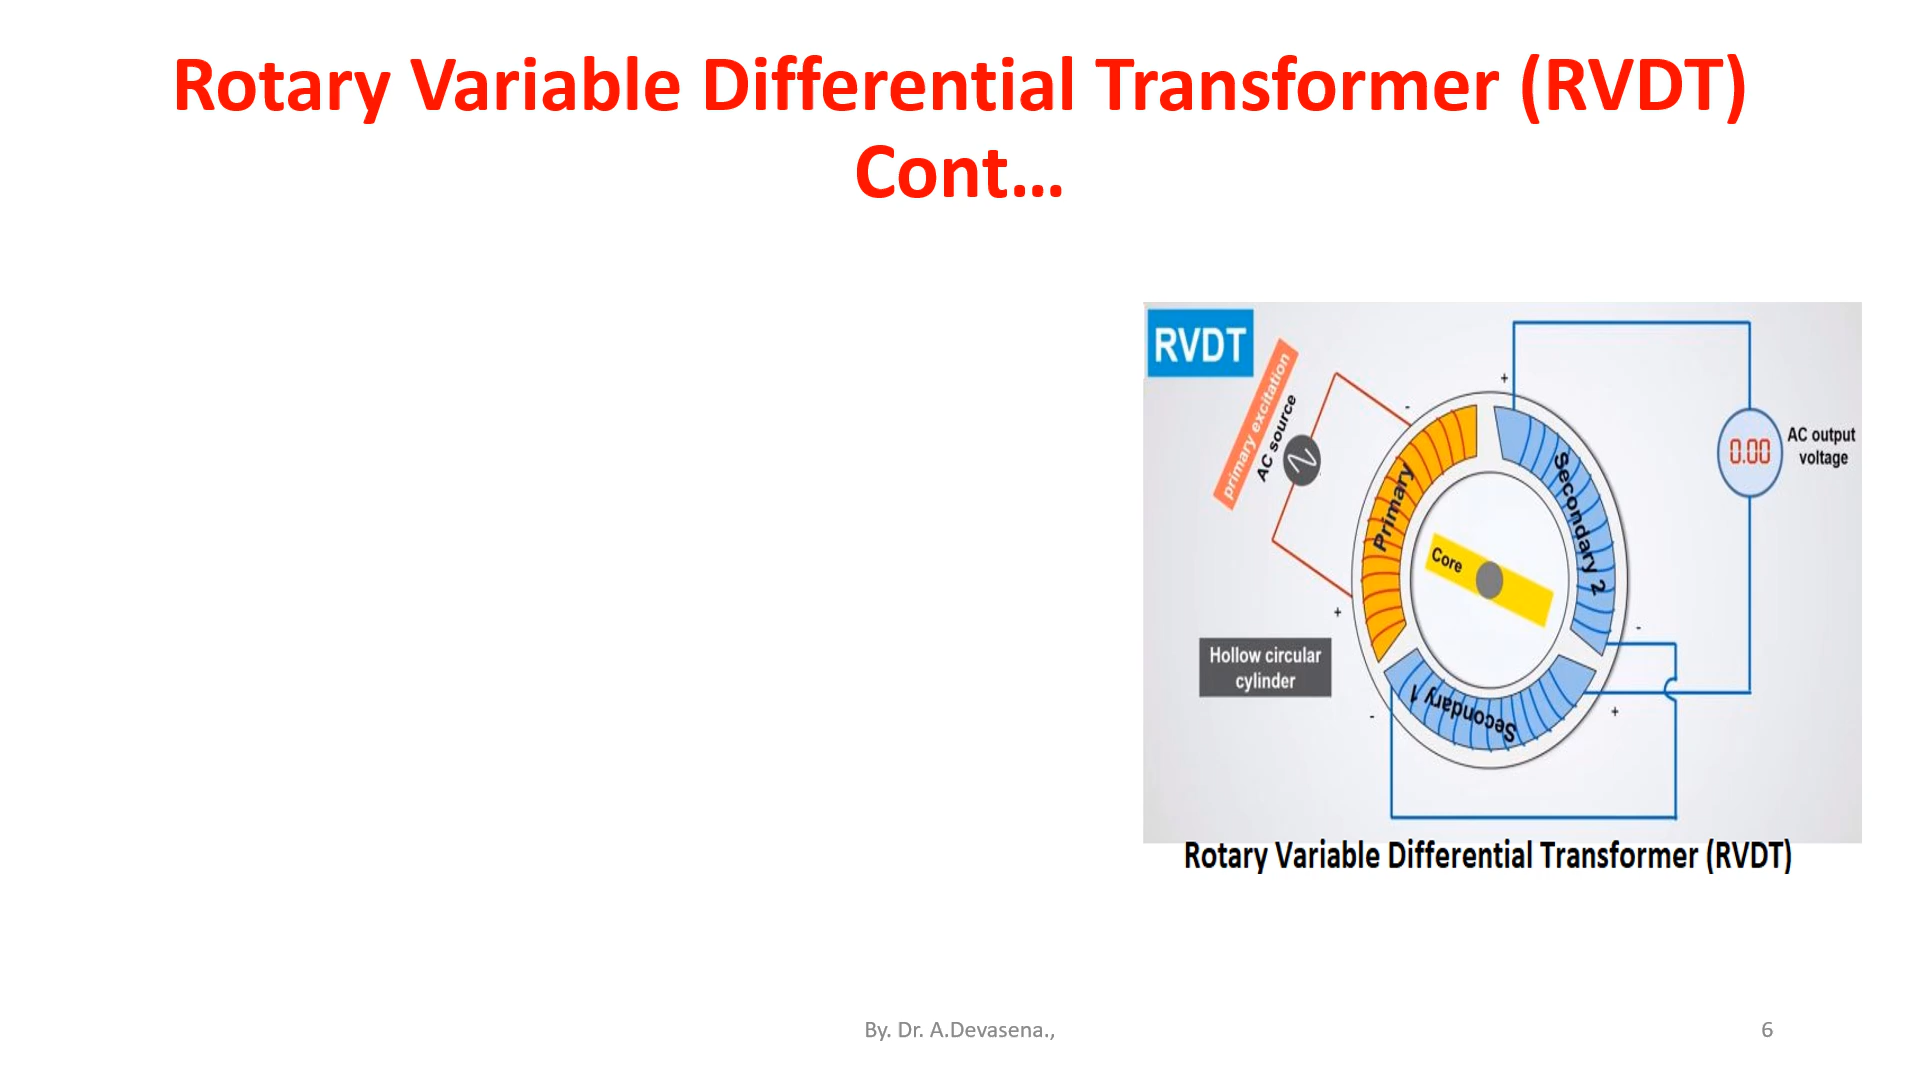 Rotary Variable Differential Transformer (RVDT)
Cont...
RVDT
primary excitation
AC source
-
+
+
AC output
voltage
0.00
Primary
Secondary 2
Core
-
Hollow circular
cylinder
Secondary 1
-
+
Rotary Variable Differential Transformer (RVDT)
By. Dr. A.Devasena.,
6